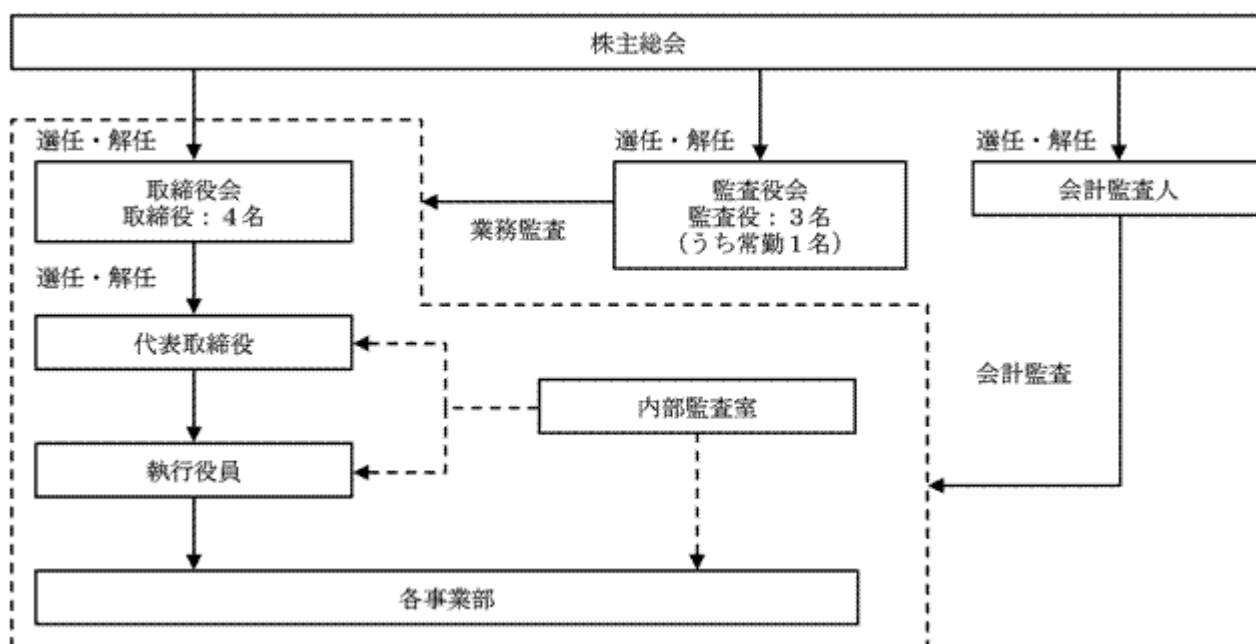 株主総会
選任・解任
選任・解任
選任・解任
取締役会
取締役：４名
監査役会
監査役：３名
（うち常勤１名）
会計監査人
業務監査
選任・解任
代表取締役
会計監査
内部監査室
執行役員
各事業部